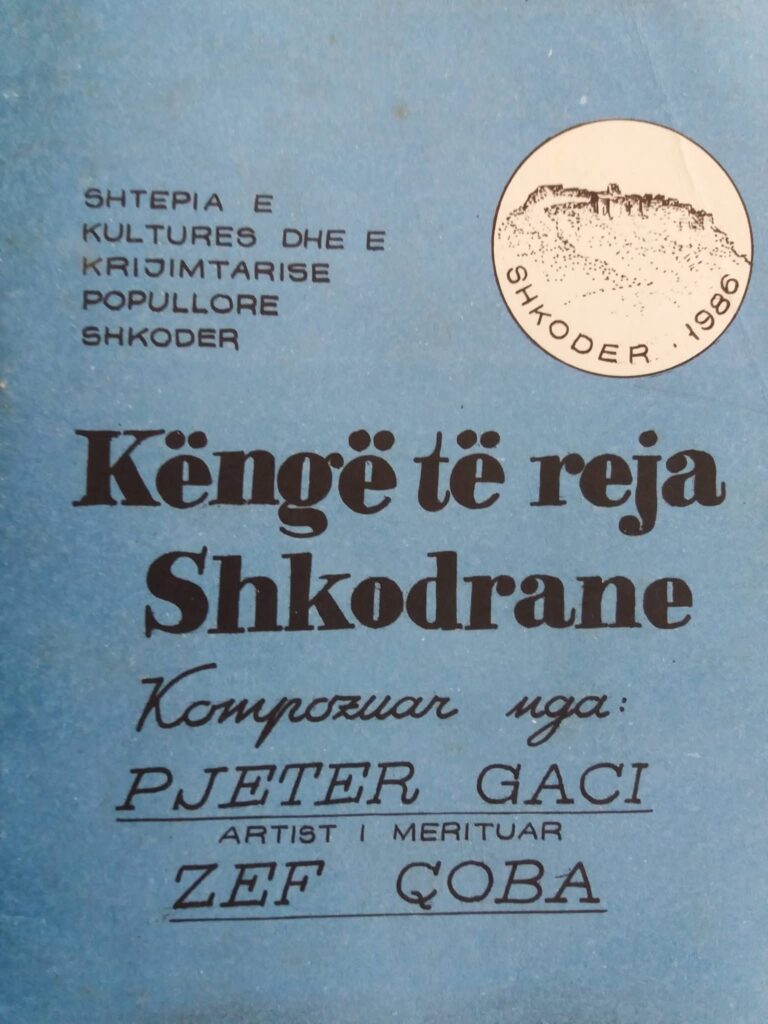 SHTEPIA E
KULTURES DHE E
KRIJIMTARISE
POPULLORE
SHKODER
SHKODER . 1986
Këngë të reja
Shkodrane
Kompozuar nga:
PJETER GACI
ARTIST I MERITUAR
ZEF ÇOBA